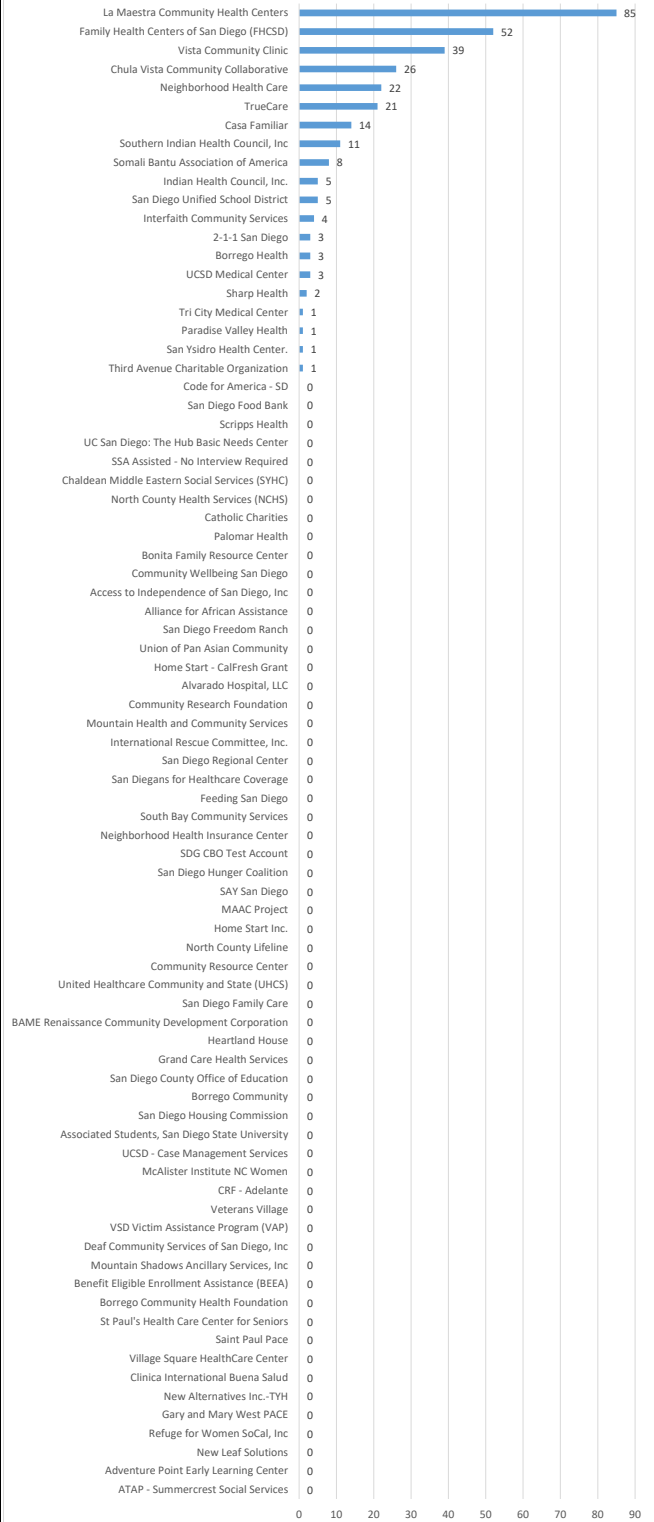 La Maestra Community Health Centers 85
Family Health Centers of San Diego (FHCSD) 52
Vista Community Clinic 39
Chula Vista Community Collaborative 26
Neighborhood Health Care 22
TrueCare 21
Casa Familiar 14
Southern Indian Health Council, Inc 11
Somali Bantu Association of America 8
Indian Health Council, Inc. 5
San Diego Unified School District 5
Interfaith Community Services 4
2-1-1 San Diego 3
Borrego Health 3
UCSD Medical Center 3
Sharp Health 2
Tri City Medical Center 1
Paradise Valley Health 1
San Ysidro Health Center. 1
Third Avenue Charitable Organization 1
Code for America - SD 0
San Diego Food Bank 0
Scripps Health 0
UC San Diego: The Hub Basic Needs Center 0
SSA Assisted - No Interview Required 0
Chaldean Middle Eastern Social Services (SYHC) 0
North County Health Services (NCHS) 0
Catholic Charities 0
Palomar Health 0
Bonita Family Resource Center 0
Community Wellbeing San Diego 0
Access to Independence of San Diego, Inc 0
Alliance for African Assistance 0
San Diego Freedom Ranch 0
Union of Pan Asian Community 0
Home Start - CalFresh Grant 0
Alvarado Hospital, LLC 0
Community Research Foundation 0
Mountain Health and Community Services 0
International Rescue Committee, Inc. 0
San Diego Regional Center 0
San Diegans for Healthcare Coverage 0
Feeding San Diego 0
South Bay Community Services 0
Neighborhood Health Insurance Center 0
SDG CBO Test Account 0
San Diego Hunger Coalition 0
SAY San Diego 0
MAAC Project 0
Home Start Inc. 0
North County Lifeline 0
Community Resource Center 0
United Healthcare Community and State (UHCS) 0
San Diego Family Care 0
BAME Renaissance Community Development Corporation 0
Heartland House 0
Grand Care Health Services 0
San Diego County Office of Education 0
Borrego Community 0
San Diego Housing Commission 0
Associated Students, San Diego State University 0
UCSD - Case Management Services 0
McAlister Institute NC Women 0
CRF - Adelante 0
Veterans Village 0
VSD Victim Assistance Program (VAP) 0
Deaf Community Services of San Diego, Inc 0
Mountain Shadows Ancillary Services, Inc 0
Benefit Eligible Enrollment Assistance (BEEA) 0
Borrego Community Health Foundation 0
St Paul's Health Care Center for Seniors 0
Saint Paul Pace 0
Village Square HealthCare Center 0
Clinica International Buena Salud 0
New Alternatives Inc.-TYH 0
Gary and Mary West PACE 0
Refuge for Women SoCal, Inc 0
New Leaf Solutions 0
Adventure Point Early Learning Center 0
ATAP - Summercrest Social Services 0
0 10 20 30 40 50 60 70 80 90